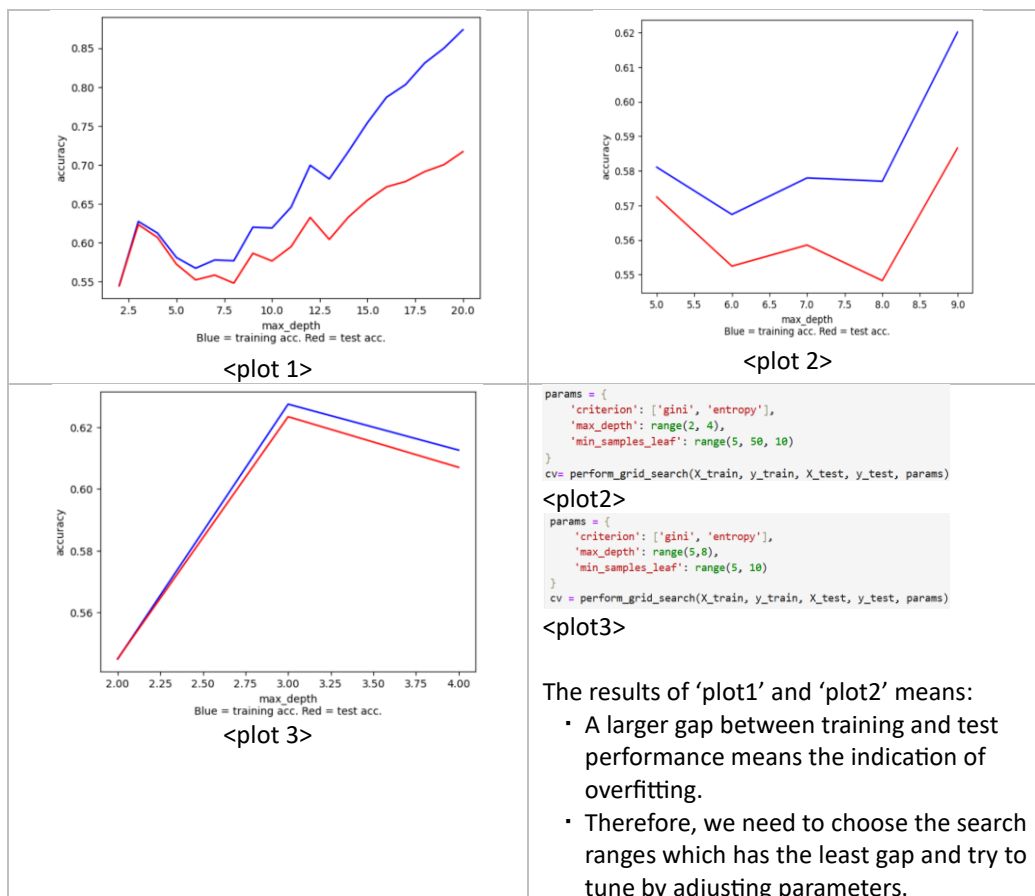 0.85
0.80
0.75
0.70
0.65
0.60
0.55
accuracy
2.5 5.0 7.5 10.0 12.5 15.0 17.5 20.0
max_depth
Blue = training acc. Red = test acc.
<plot 1>
0.62
0.61
0.60
0.59
0.58
0.57
0.56
0.55
accuracy
5.0 5.5 6.0 6.5 7.0 7.5 8.0 8.5 9.0
max_depth
Blue = training acc. Red = test acc.
<plot 2>
0.62
0.60
0.58
0.56
accuracy
2.00 2.25 2.50 2.75 3.00 3.25 3.50 3.75 4.00
max_depth
Blue = training acc. Red = test acc.
<plot 3>
params = {
'criterion': ['gini', 'entropy'],
'max_depth': range(2, 4),
'min_samples_leaf': range(5, 50, 10)
}
cv= perform_grid_search(X_train, y_train, X_test, y_test, params)
<plot2>
params = {
'criterion': ['gini', 'entropy'],
'max_depth': range(5,8),
'min_samples_leaf': range(5, 10)
}
cv = perform_grid_search(X_train, y_train, X_test, y_test, params)
<plot3>
The results of ‘plot1’ and ‘plot2’ means:
▪ A larger gap between training and test
performance means the indication of
overfitting.
▪ Therefore, we need to choose the search
ranges which has the least gap and try to
tune by adjusting parameters.